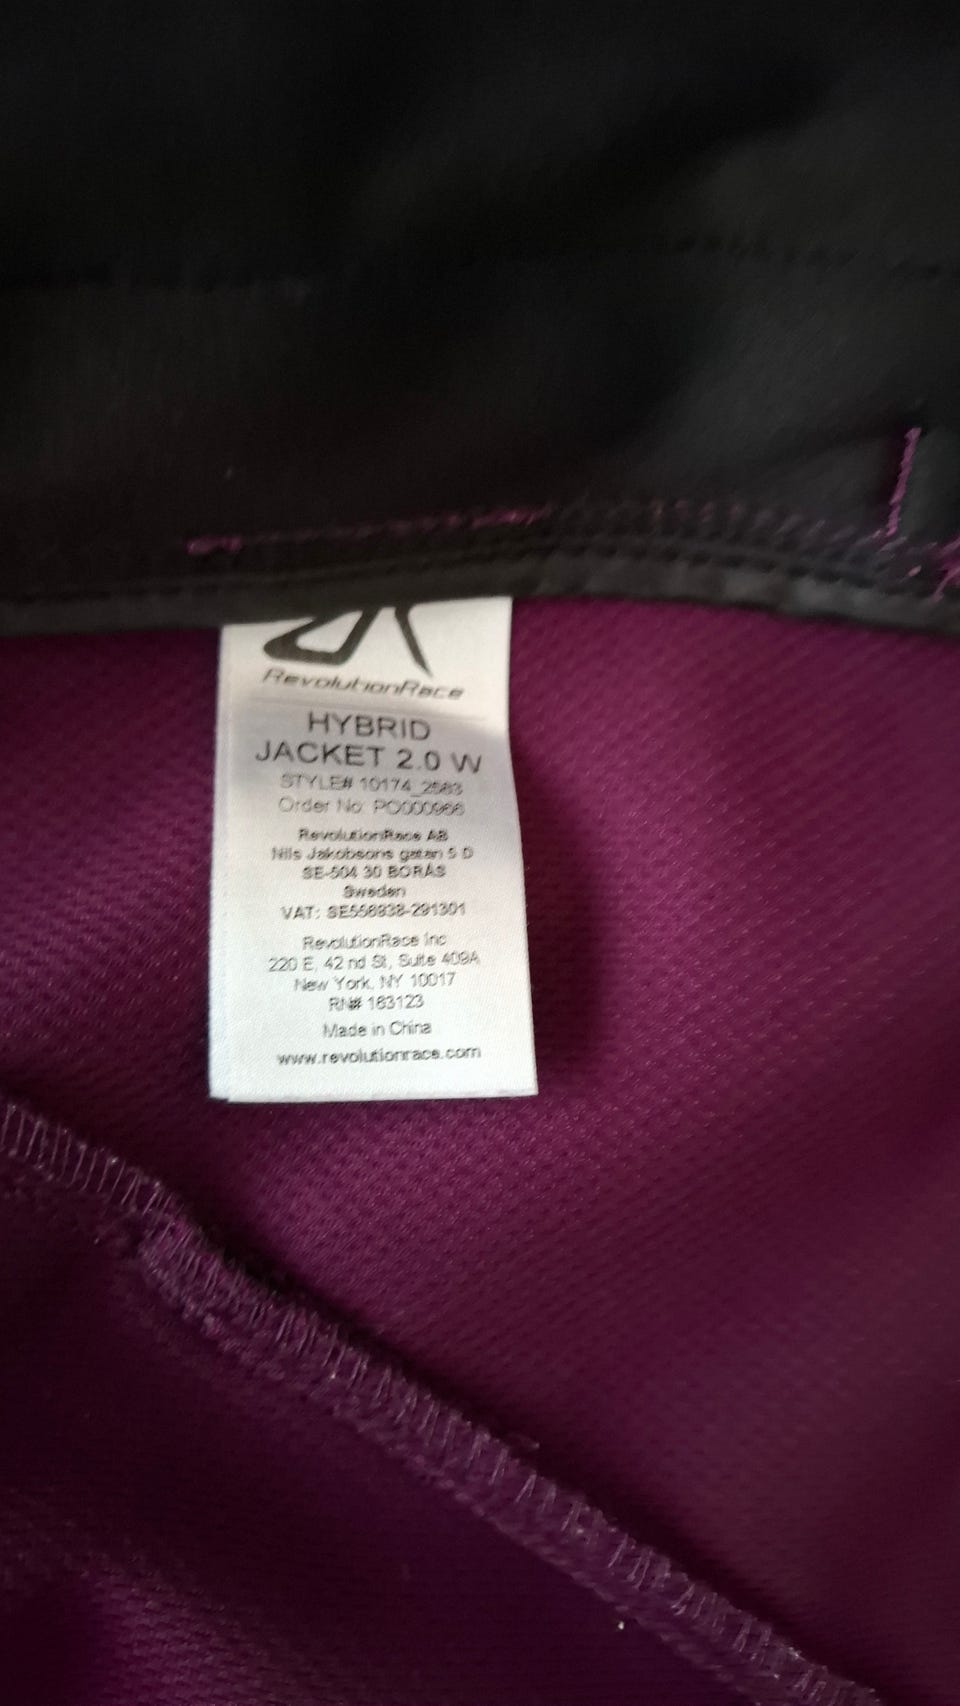 RevolutionRace
HYBRID
JACKET 2.0 W
STYLE# 10174_2583
Order No: PO000966
RevolutionRace AB
Nils Jakobsons gatan 5 D
SE-504 30 BORÅS
Sweden
VAT: SE556938-291301
RevolutionRace Inc
220 E, 42 nd St, Suite 409A
New York, NY 10017
RN# 163123
Made in China
www.revolutionrace.com